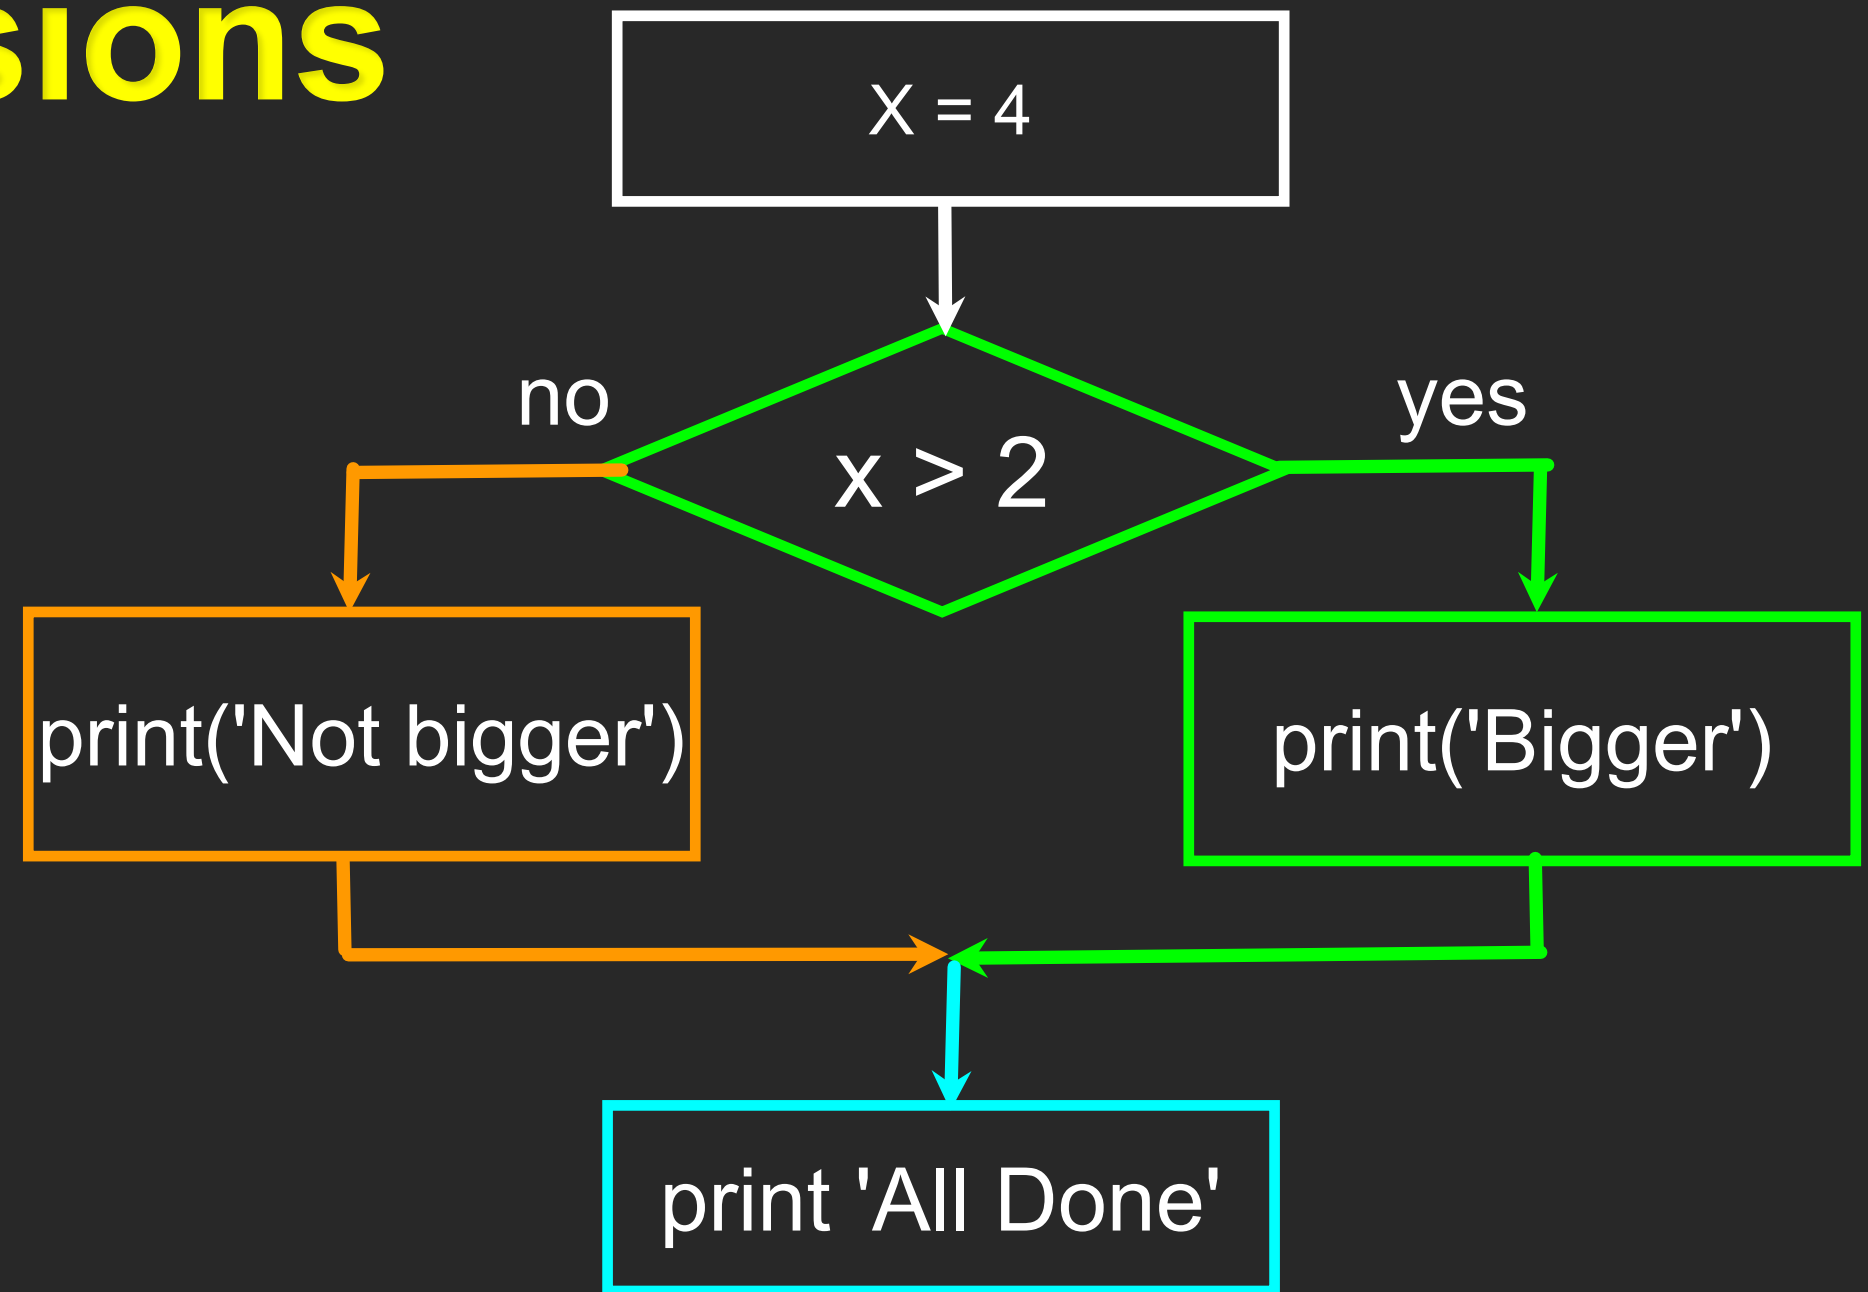 sions
X = 4
no
yes
x > 2
print('Not bigger')
print('Bigger')
print 'All Done'